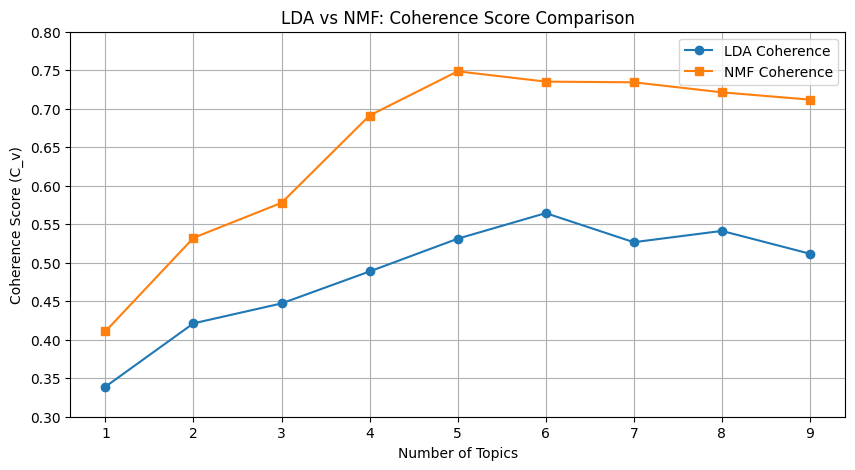 LDA vs NMF: Coherence Score Comparison
LDA Coherence
NMF Coherence
Coherence Score (C_v)
0.80
0.75
0.70
0.65
0.60
0.55
0.50
0.45
0.40
0.35
0.30
1 2 3 4 5 6 7 8 9
Number of Topics